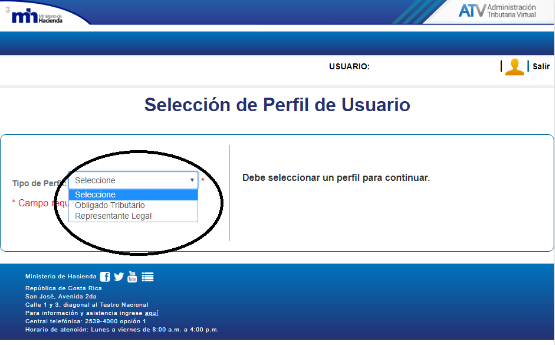 mh Ministerio de
Hacienda
ATV Administración
Tributaria Virtual
USUARIO:
Salir
Selección de Perfil de Usuario
Tipo de Perfil: Seleccione *
Seleccione
Obligado Tributario
Representante Legal
* Campo requ
Debe seleccionar un perfil para continuar.
Ministerio de Hacienda
República de Costa Rica
San José, Avenida 2da
Calle 1 y 3, diagonal al Teatro Nacional
Para información y asistencia ingrese aquí
Central telefónica: 2539-4000 opción 1
Horario de atención: Lunes a viernes de 8:00 a.m. a 4:00 p.m.